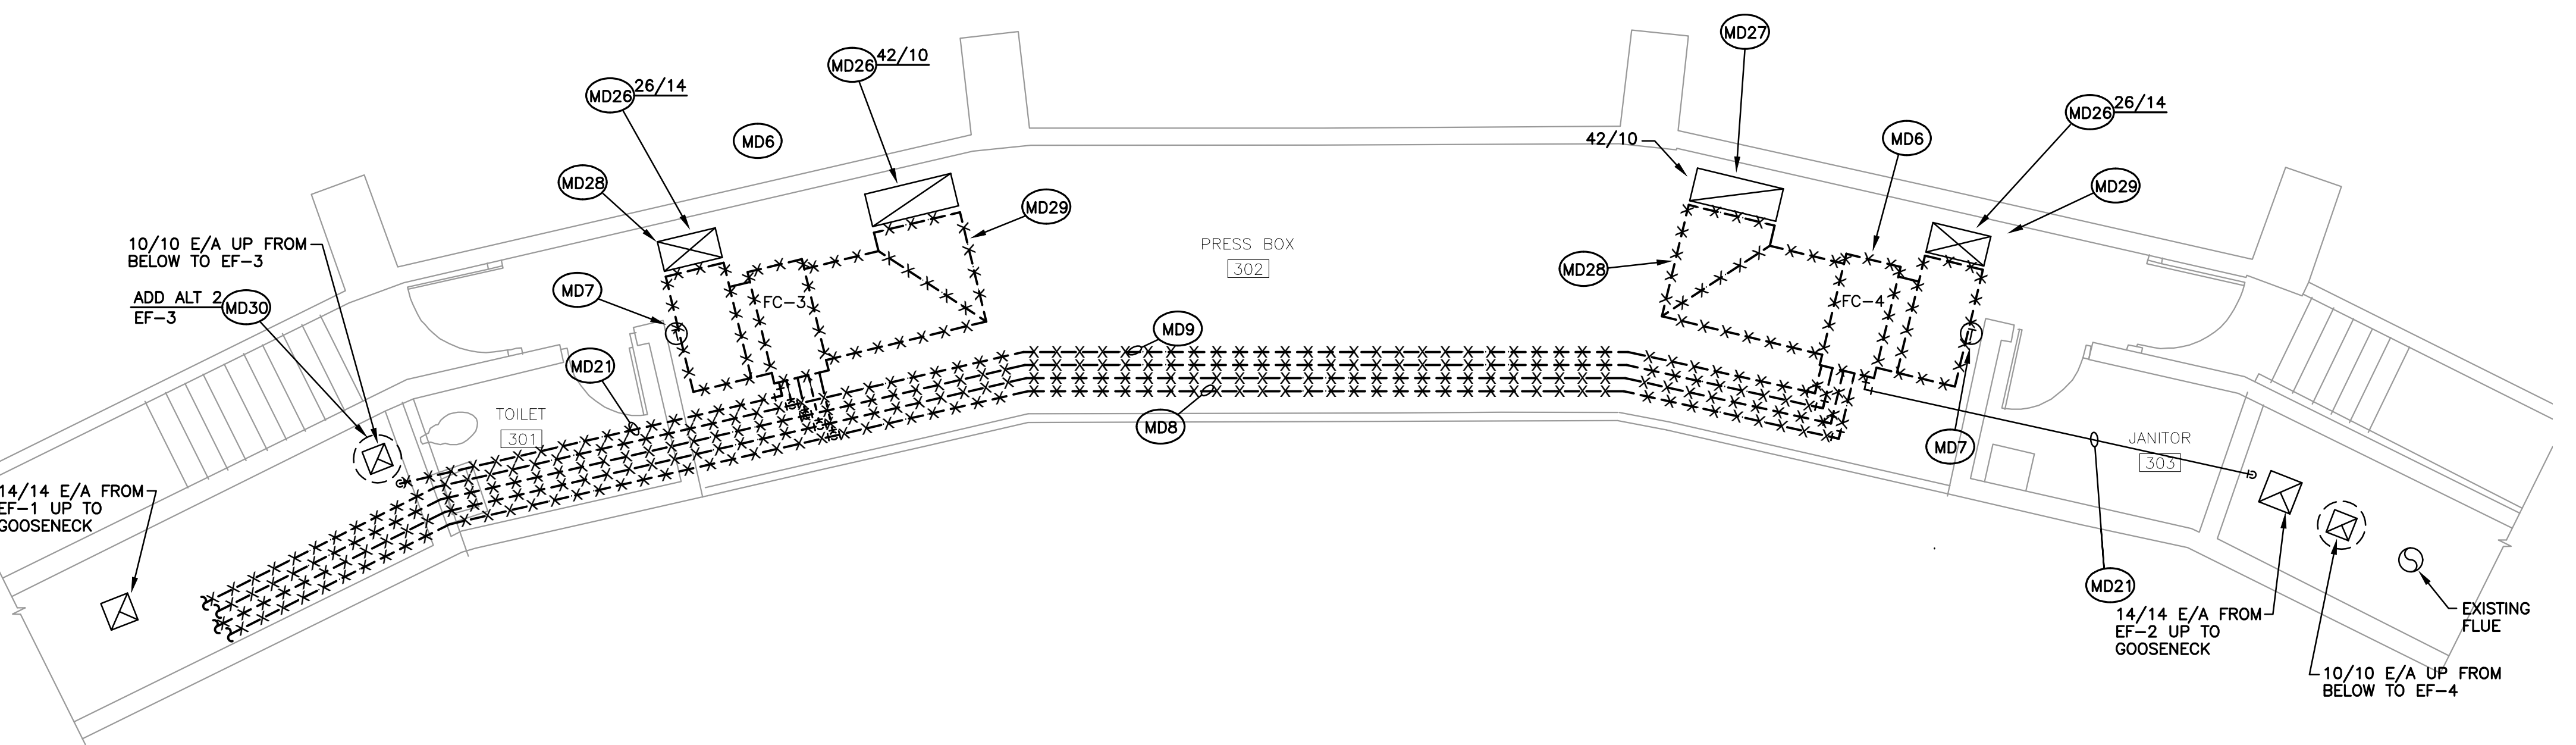 MD27
MD26 42/10
MD26 26/14
MD6
MD28
MD29
10/10 E/A UP FROM
BELOW TO EF-3
ADD ALT 2
EF-3
MD30
MD7
FC-3
MD21
TOILET
301
14/14 E/A FROM
EF-1 UP TO
GOOSENECK
PRESS BOX
302
MD9
MD8
42/10
MD6
MD26 26/14
MD29
MD28
FC-4
MD7
JANITOR
303
MD21
14/14 E/A FROM
EF-2 UP TO
GOOSENECK
EXISTING
FLUE
10/10 E/A UP FROM
BELOW TO EF-4